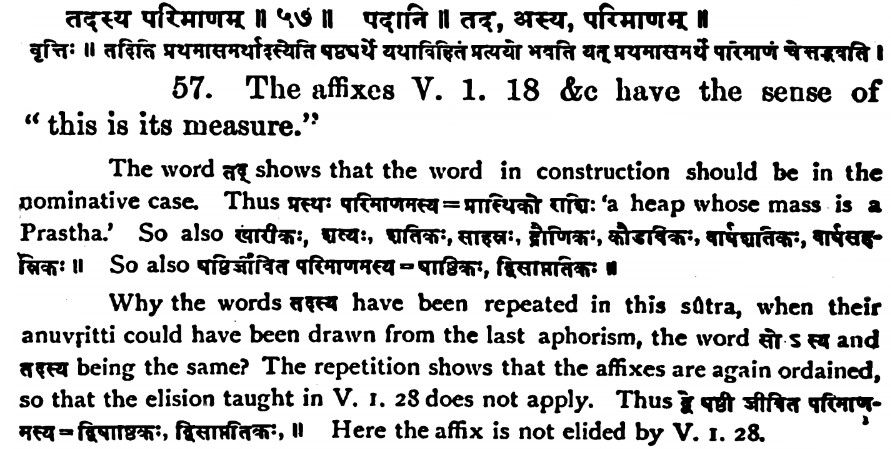 तदस्य परिमाणम् ॥ ५७ ॥ पदानि ॥ तद्, अस्य, परिमाणम् ॥
वृत्तिः ॥ तदिति प्रथमासमर्थादस्येति षष्ठ्यर्थे यथाविहितं प्रत्ययो भवति यत् प्रथमासमर्थं परिमाणं चेत्तद्भवति ।
57. The affixes V. 1. 18 &c have the sense of
“ this is its measure.”
The word तद् shows that the word in construction should be in the
nominative case. Thus प्रस्थः परिमाणमस्य = प्रास्थिको राशिः 'a heap whose mass is a
Prastha.' So also खारीकः, शत्यः, शतिकः, साहस्रः, द्रौणिकः, कौडविकः, वार्षशतिकः, वार्षसह-
स्रिकः ॥ So also षष्ठिर्जीवित परिमाणमस्य = षाष्ठिकः, द्विसाप्ततिकः ॥
Why the words तदस्य have been repeated in this sûtra, when their
anuvṛitti could have been drawn from the last aphorism, the word सो ऽ स्य and
तदस्य being the same? The repetition shows that the affixes are again ordained,
so that the elision taught in V. 1. 28 does not apply. Thus द्वे षष्ठी जीवित परिमाण-
मस्य = द्विषाष्ठिकः, द्विसाप्ततिकः, ॥ Here the affix is not elided by V. 1. 28.